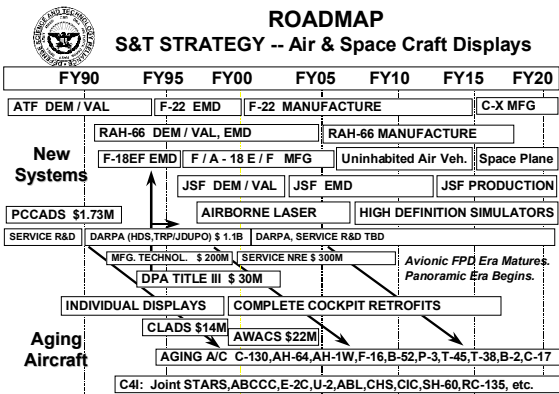 ROADMAP
S&T STRATEGY -- Air & Space Craft Displays
FY90 FY95 FY00 FY05 FY10 FY15 FY20
ATF DEM / VAL F-22 EMD F-22 MANUFACTURE C-X MFG
RAH-66 DEM / VAL, EMD RAH-66 MANUFACTURE
New Systems
F-18EF EMD F / A - 18 E / F MFG Uninhabited Air Veh. Space Plane
JSF DEM / VAL JSF EMD JSF PRODUCTION
PCCADS $1.73M AIRBORNE LASER HIGH DEFINITION SIMULATORS
SERVICE R&D DARPA (HDS,TRP/JDUPO) $ 1.1B DARPA, SERVICE R&D TBD
MFG. TECHNOL. $ 200M SERVICE NRE $ 300M
Avionic FPD Era Matures.
Panoramic Era Begins.
DPA TITLE III $ 30M
INDIVIDUAL DISPLAYS COMPLETE COCKPIT RETROFITS
CLADS $14M
AWACS $22M
Aging
Aircraft
AGING A/C C-130,AH-64,AH-1W,F-16,B-52,P-3,T-45,T-38,B-2,C-17
C4I: Joint STARS,ABCCC,E-2C,U-2,ABL,CHS,CIC,SH-60,RC-135, etc.